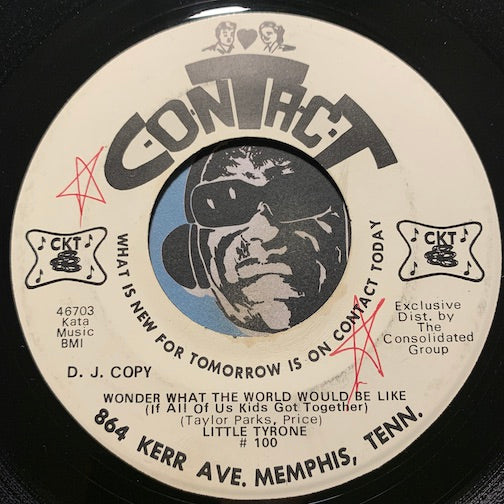 C·O·N·T·A·C·T
CKT
CKT
WHAT IS NEW FOR TOMORROW IS ON CONTACT TODAY
46703
Kata
Music
BMI
Exclusive
Dist. by
The
Consolidated
Group
D. J. COPY
WONDER WHAT THE WORLD WOULD BE LIKE
(If All of Us Kids Got Together)
(Taylor Parks, Price)
LITTLE TYRONE
# 100
864 KERR AVE. MEMPHIS, TENN.